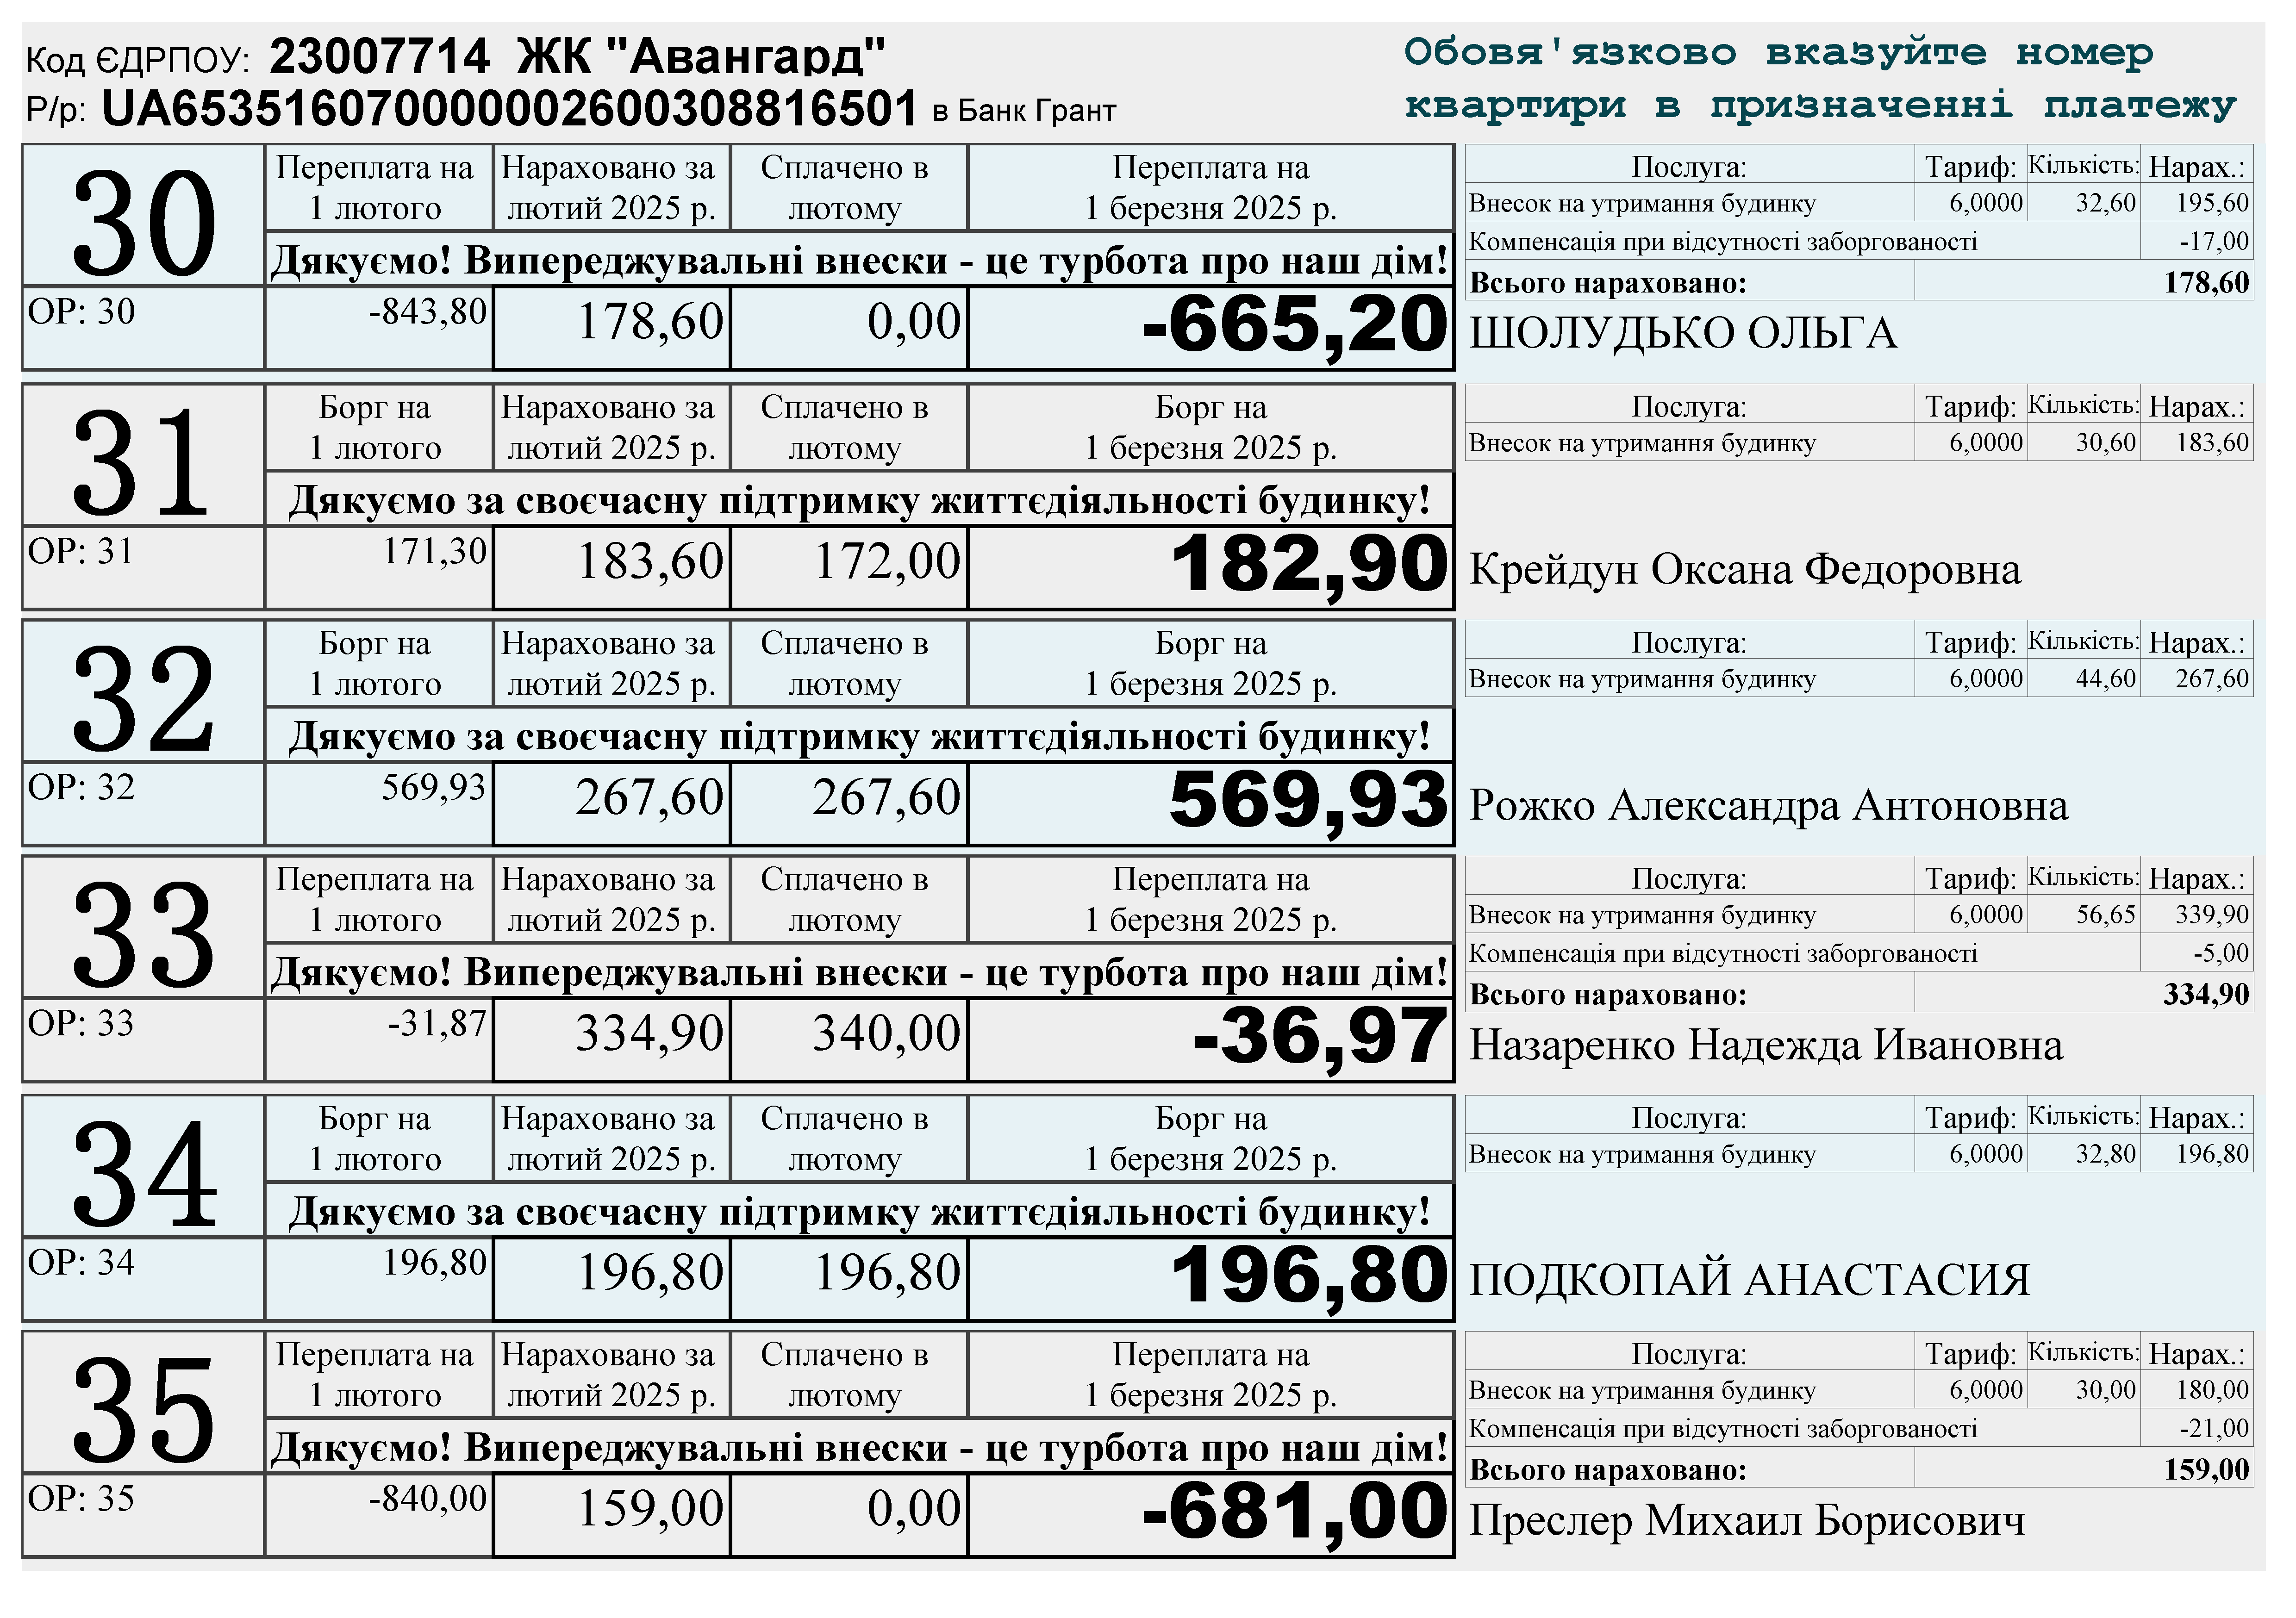 Код ЄДРПОУ: 23007714 ЖК "Авангард"
Р/р: UA653516070000002600308816501 в Банк Грант
Обовя'язково вказуйте номер
квартири в призначенні платежу
30
Переплата на 1 лютого
Нараховано за лютий 2025 р.
Сплачено в лютому
Переплата на 1 березня 2025 р.
Дякуємо! Випереджувальні внески - це турбота про наш дім!
ОР: 30 -843,80 178,60 0,00 -665,20
Послуга: Тариф: Кількість: Нарах.:
Внесок на утримання будинку 6,0000 32,60 195,60
Компенсація при відсутності заборгованості -17,00
Всього нараховано: 178,60
ШОЛУДЬКО ОЛЬГА
31
Борг на 1 лютого
Нараховано за лютий 2025 р.
Сплачено в лютому
Борг на 1 березня 2025 р.
Дякуємо за своєчасну підтримку життєдіяльності будинку!
ОР: 31 171,30 183,60 172,00 182,90
Послуга: Тариф: Кількість: Нарах.:
Внесок на утримання будинку 6,0000 30,60 183,60
Крейдун Оксана Федоровна
32
Борг на 1 лютого
Нараховано за лютий 2025 р.
Сплачено в лютому
Борг на 1 березня 2025 р.
Дякуємо за своєчасну підтримку життєдіяльності будинку!
ОР: 32 569,93 267,60 267,60 569,93
Послуга: Тариф: Кількість: Нарах.:
Внесок на утримання будинку 6,0000 44,60 267,60
Рожко Александра Антоновна
33
Переплата на 1 лютого
Нараховано за лютий 2025 р.
Сплачено в лютому
Переплата на 1 березня 2025 р.
Дякуємо! Випереджувальні внески - це турбота про наш дім!
ОР: 33 -31,87 334,90 340,00 -36,97
Послуга: Тариф: Кількість: Нарах.:
Внесок на утримання будинку 6,0000 56,65 339,90
Компенсація при відсутності заборгованості -5,00
Всього нараховано: 334,90
Назаренко Надежда Ивановна
34
Борг на 1 лютого
Нараховано за лютий 2025 р.
Сплачено в лютому
Борг на 1 березня 2025 р.
Дякуємо за своєчасну підтримку життєдіяльності будинку!
ОР: 34 196,80 196,80 196,80 196,80
Послуга: Тариф: Кількість: Нарах.:
Внесок на утримання будинку 6,0000 32,80 196,80
ПОДКОПАЙ АНАСТАСИЯ
35
Переплата на 1 лютого
Нараховано за лютий 2025 р.
Сплачено в лютому
Переплата на 1 березня 2025 р.
Дякуємо! Випереджувальні внески - це турбота про наш дім!
ОР: 35 -840,00 159,00 0,00 -681,00
Послуга: Тариф: Кількість: Нарах.:
Внесок на утримання будинку 6,0000 30,00 180,00
Компенсація при відсутності заборгованості -21,00
Всього нараховано: 159,00
Преслер Михаил Борисович